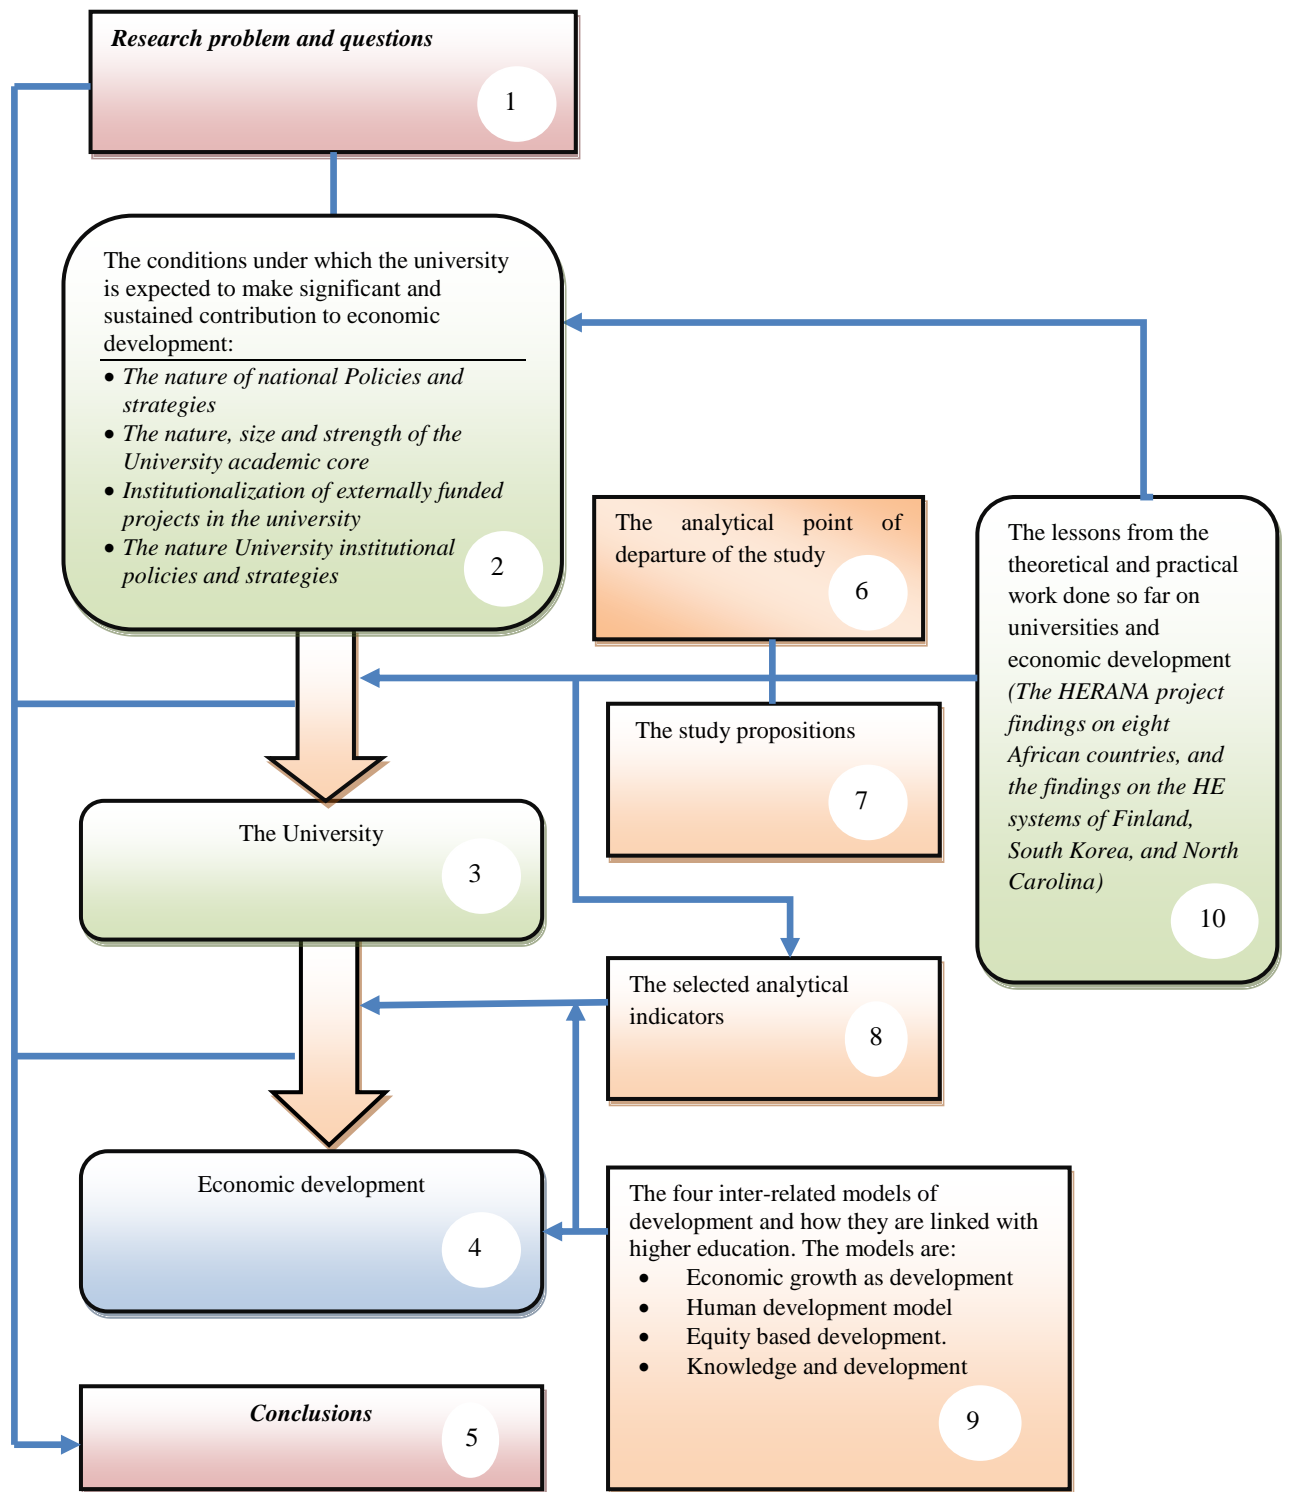 Research problem and questions
1
The conditions under which the university
is expected to make significant and
sustained contribution to economic
development:
• The nature of national Policies and
strategies
• The nature, size and strength of the
University academic core
• Institutionalization of externally funded
projects in the university
• The nature University institutional
policies and strategies
2
The University
3
Economic development
4
Conclusions
5
The analytical point of
departure of the study
6
The study propositions
7
The selected analytical
indicators
8
The four inter-related models of
development and how they are linked with
higher education. The models are:
• Economic growth as development
• Human development model
• Equity based development.
• Knowledge and development
9
The lessons from the
theoretical and practical
work done so far on
universities and
economic development
(The HERANA project
findings on eight
African countries, and
the findings on the HE
systems of Finland,
South Korea, and North
Carolina)
10